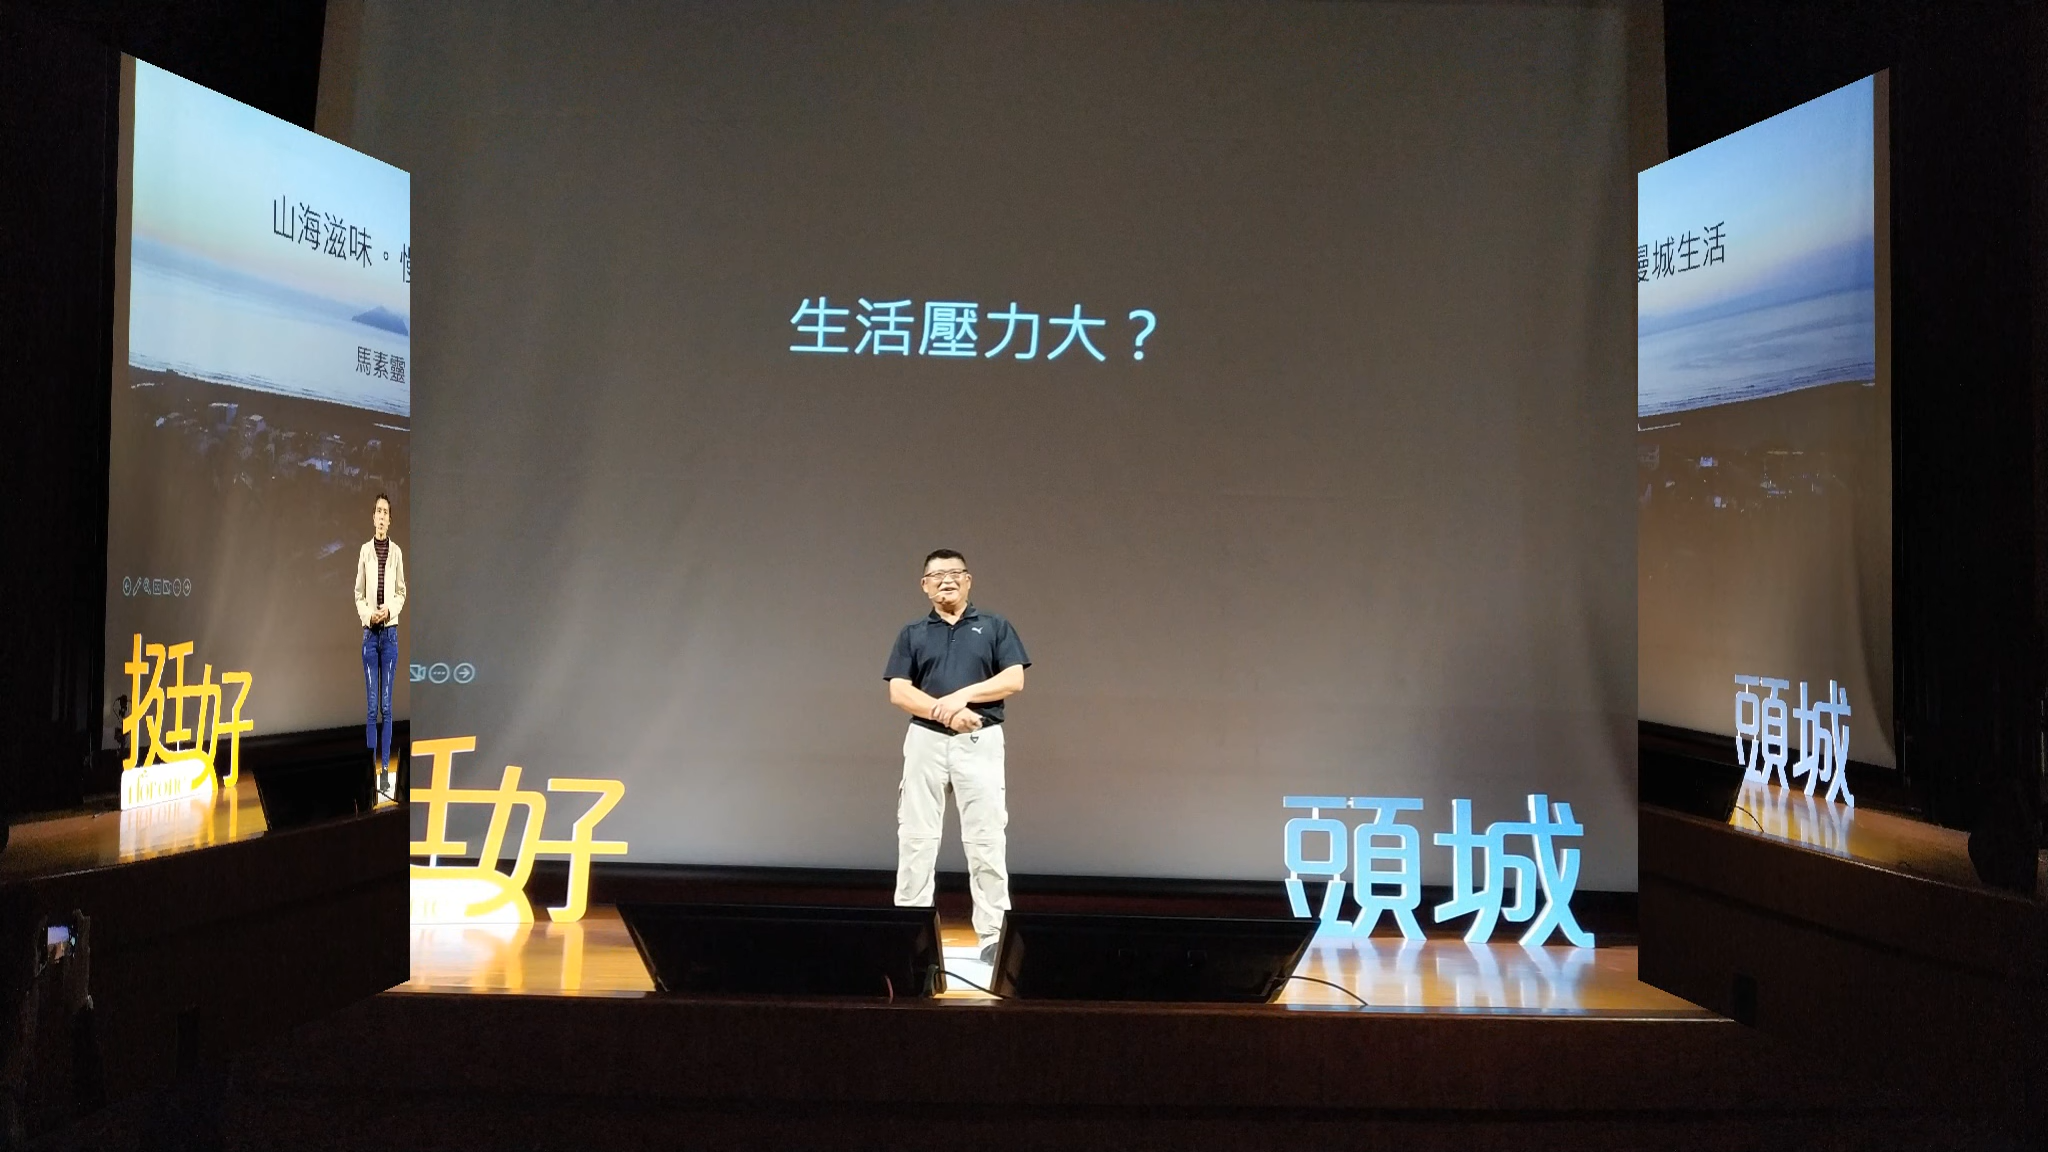 山海滋味。慢
馬素靈
挺好
生活壓力大？
好
頭城
慢城生活
頭城